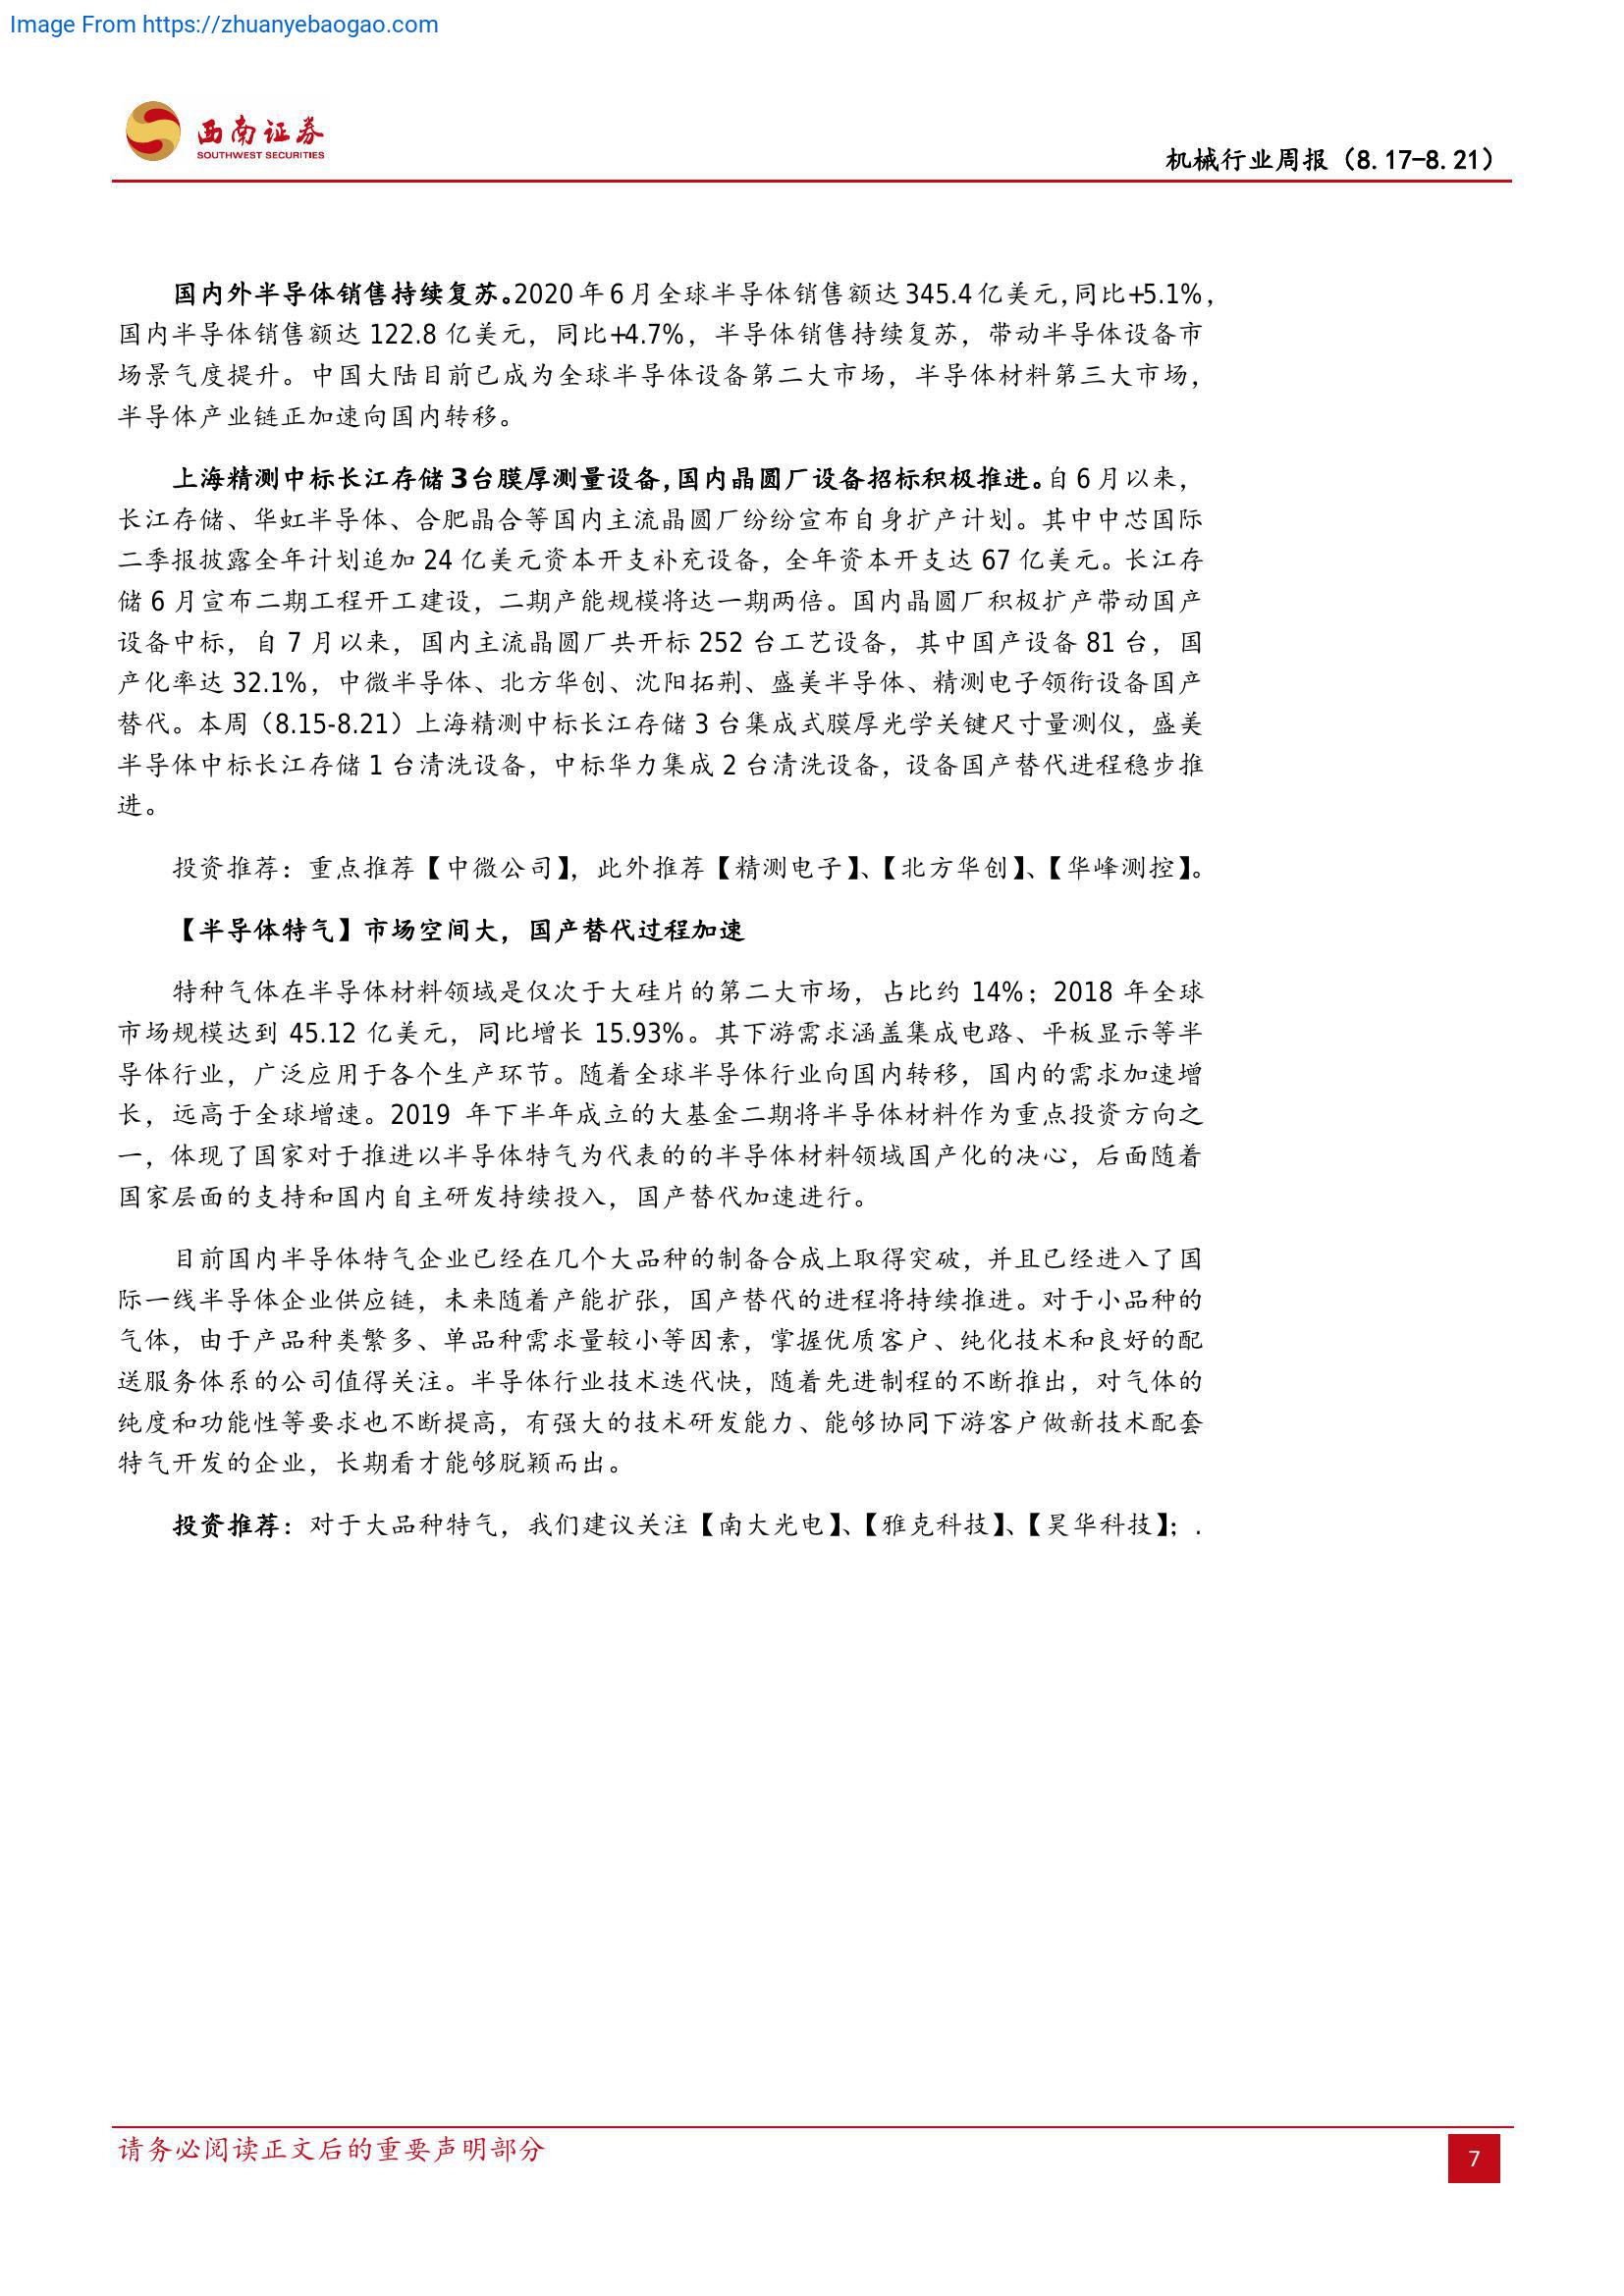 Image From https://zhuanyebaogao.com
西南证券
SOUTHWEST SECURITIES
机械行业周报（8.17-8.21）
国内外半导体销售持续复苏。2020年6月全球半导体销售额达345.4亿美元，同比+5.1%，
国内半导体销售额达 122.8 亿美元，同比+4.7%，半导体销售持续复苏，带动半导体设备市
场景气度提升。中国大陆目前已成为全球半导体设备第二大市场，半导体材料第三大市场，
半导体产业链正加速向国内转移。
上海精测中标长江存储3台膜厚测量设备，国内晶圆厂设备招标积极推进。自6月以来，
长江存储、华虹半导体、合肥晶合等国内主流晶圆厂纷纷宣布自身扩产计划。其中中芯国际
二季报披露全年计划追加 24 亿美元资本开支补充设备，全年资本开支达 67 亿美元。长江存
储 6 月宣布二期工程开工建设，二期产能规模将达一期两倍。国内晶圆厂积极扩产带动国产
设备中标，自 7 月以来，国内主流晶圆厂共开标 252 台工艺设备，其中国产设备 81 台，国
产化率达 32.1%，中微半导体、北方华创、沈阳拓荆、盛美半导体、精测电子领衔设备国产
替代。本周（8.15-8.21）上海精测中标长江存储 3 台集成式膜厚光学关键尺寸量测仪，盛美
半导体中标长江存储 1 台清洗设备，中标华力集成 2 台清洗设备，设备国产替代进程稳步推
进。
投资推荐：重点推荐【中微公司】，此外推荐【精测电子】、【北方华创】、【华峰测控】。
【半导体特气】市场空间大，国产替代过程加速
特种气体在半导体材料领域是仅次于大硅片的第二大市场，占比约 14%；2018 年全球
市场规模达到 45.12 亿美元，同比增长 15.93%。其下游需求涵盖集成电路、平板显示等半
导体行业，广泛应用于各个生产环节。随着全球半导体行业向国内转移，国内的需求加速增
长，远高于全球增速。2019 年下半年成立的大基金二期将半导体材料作为重点投资方向之
一，体现了国家对于推进以半导体特气为代表的的半导体材料领域国产化的决心，后面随着
国家层面的支持和国内自主研发持续投入，国产替代加速进行。
目前国内半导体特气企业已经在几个大品种的制备合成上取得突破，并且已经进入了国
际一线半导体企业供应链，未来随着产能扩张，国产替代的进程将持续推进。对于小品种的
气体，由于产品种类繁多、单品种需求量较小等因素，掌握优质客户、纯化技术和良好的配
送服务体系的公司值得关注。半导体行业技术迭代快，随着先进制程的不断推出，对气体的
纯度和功能性等要求也不断提高，有强大的技术研发能力、能够协同下游客户做新技术配套
特气开发的企业，长期看才能够脱颖而出。
投资推荐：对于大品种特气，我们建议关注【南大光电】、【雅克科技】、【昊华科技】；.
请务必阅读正文后的重要声明部分
7